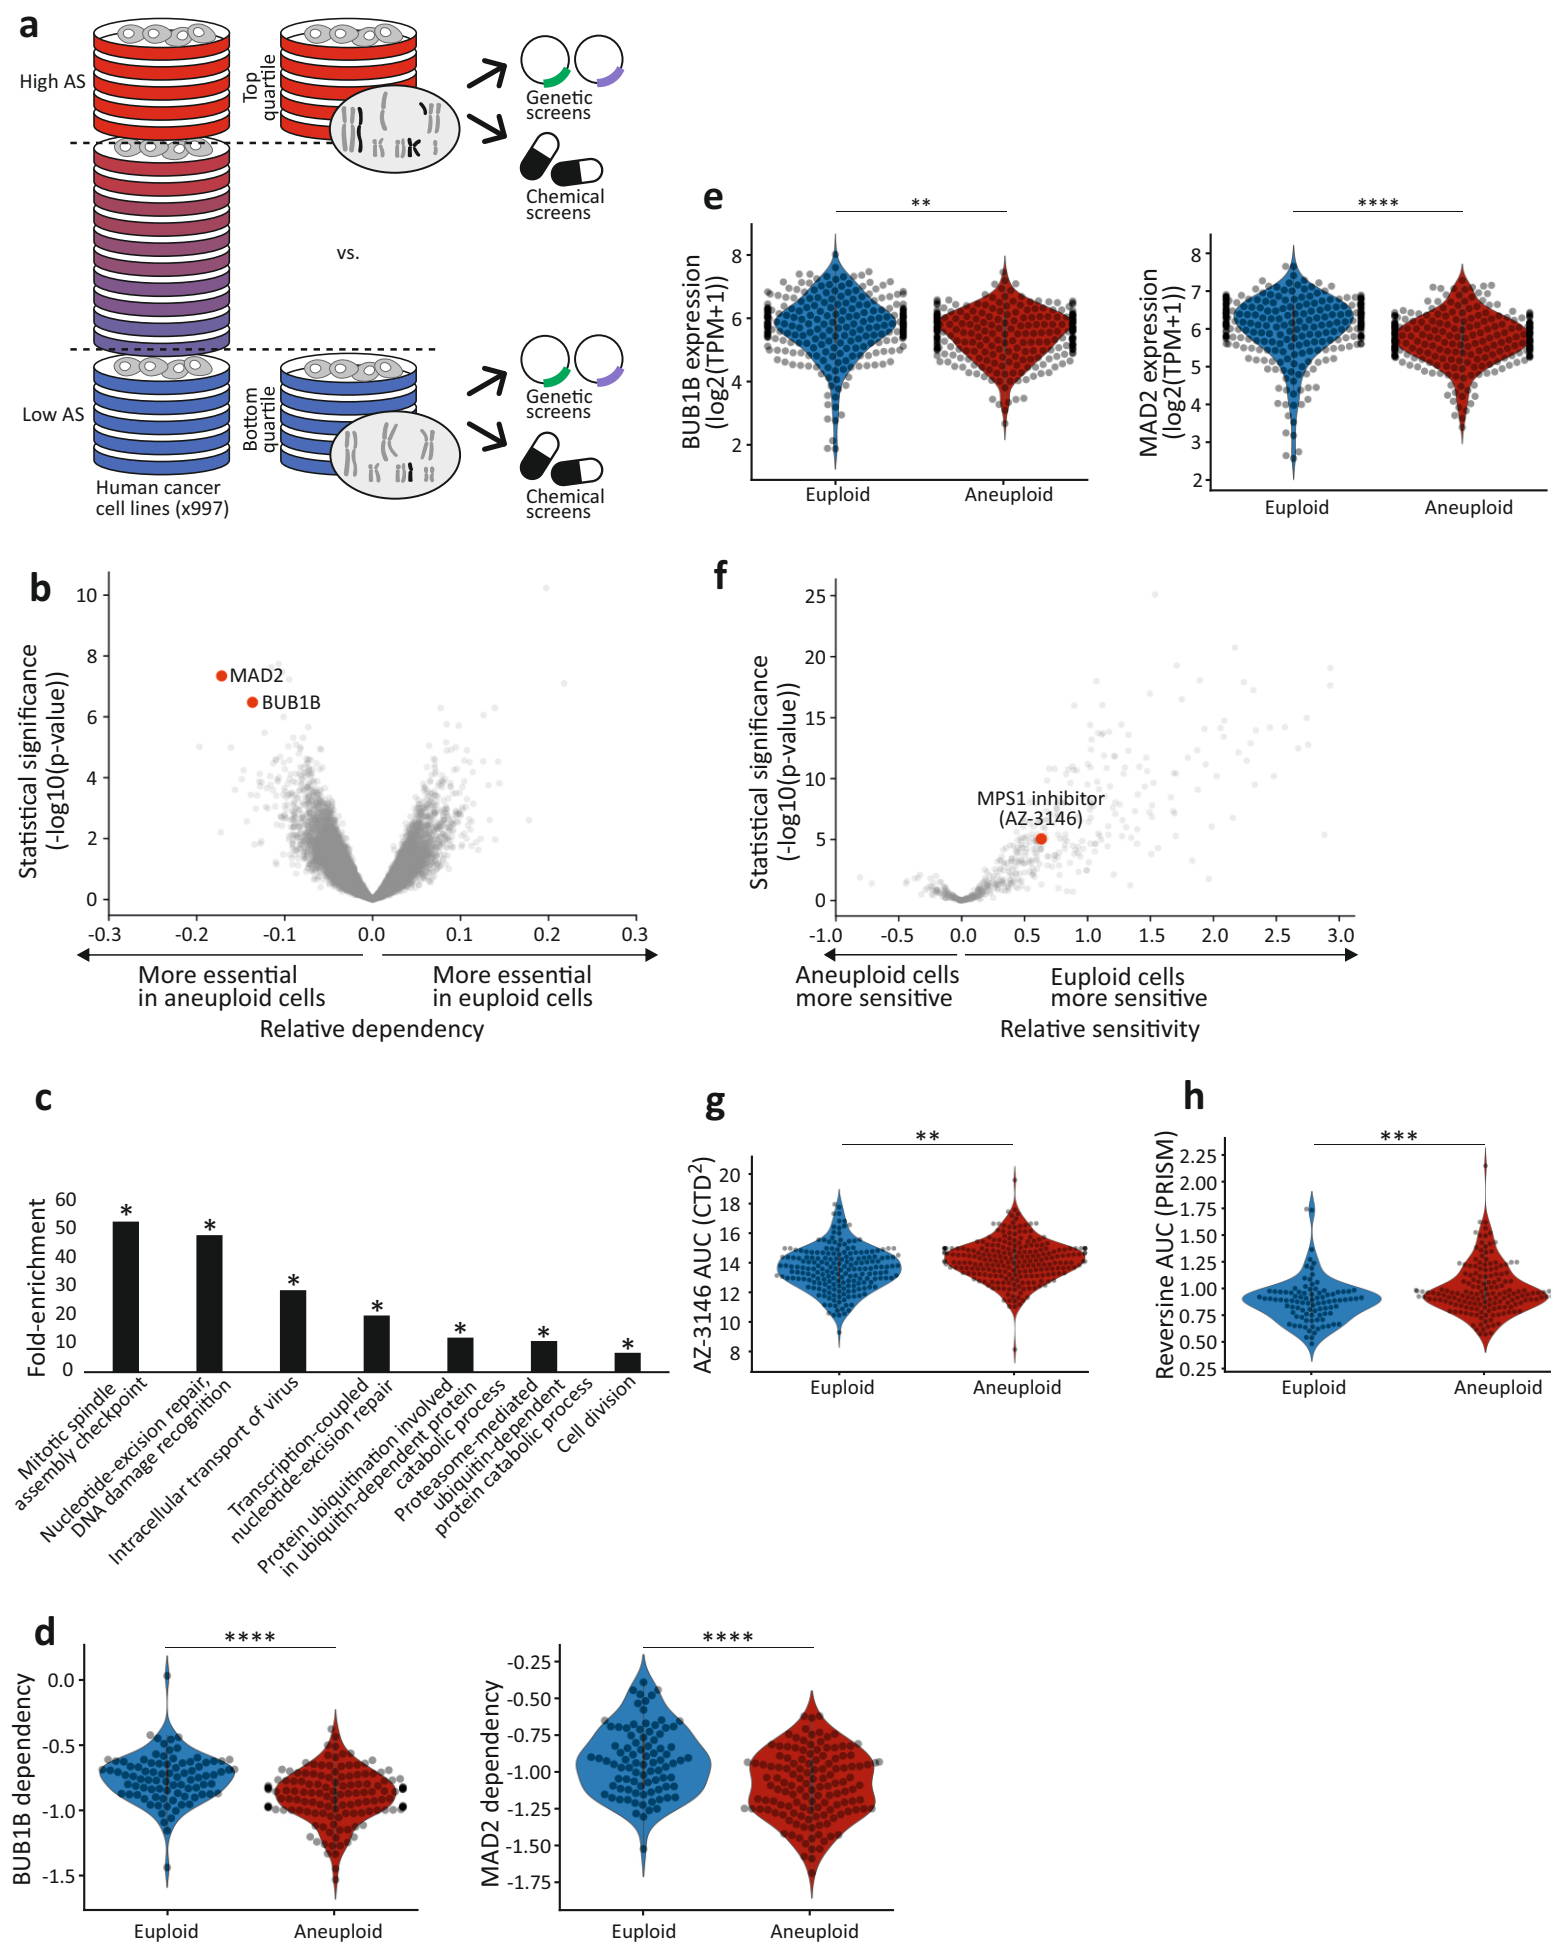 a
High AS
Low AS
Human cancer
cell lines (x997)
Top
quartile
vs.
Bottom
quartile
Genetic
screens
Chemical
screens
Genetic
screens
Chemical
screens
e
BUB1B expression
(log2(TPM+1))
8
6
4
2
**
Euploid
Aneuploid
MAD2 expression
(log2(TPM+1))
8
7
6
5
4
3
2
****
Euploid
Aneuploid
b
Statistical significance
(-log10(p-value))
10
8
6
4
2
0
MAD2
BUB1B
-0.3
-0.2
-0.1
0.0
0.1
0.2
0.3
More essential
in aneuploid cells
More essential
in euploid cells
Relative dependency
f
Statistical significance
(-log10(p-value))
25
20
15
10
5
0
MPS1 inhibitor
(AZ-3146)
-1.0
-0.5
0.0
0.5
1.0
1.5
2.0
2.5
3.0
Aneuploid cells
more sensitive
Euploid cells
more sensitive
Relative sensitivity
c
Fold-enrichment
60
50
40
30
20
10
0
*
*
*
*
*
*
*
Mitotic spindle
assembly checkpoint
Nucleotide-excision repair,
DNA damage recognition
Intracellular transport of virus
Transcription-coupled
nucleotide-excision repair
Protein ubiquitination involved
in ubiquitin-dependent protein
catabolic process
Proteasome-mediated
ubiquitin-dependent
protein catabolic process
Cell division
g
AZ-3146 AUC (CTD²)
20
18
16
14
12
10
8
**
Euploid
Aneuploid
h
Reversine AUC (PRISM)
2.25
2.00
1.75
1.50
1.25
1.00
0.75
0.50
0.25
***
Euploid
Aneuploid
d
BUB1B dependency
0.0
-0.5
-1.0
-1.5
****
Euploid
Aneuploid
MAD2 dependency
-0.25
-0.50
-0.75
-1.00
-1.25
-1.50
-1.75
****
Euploid
Aneuploid